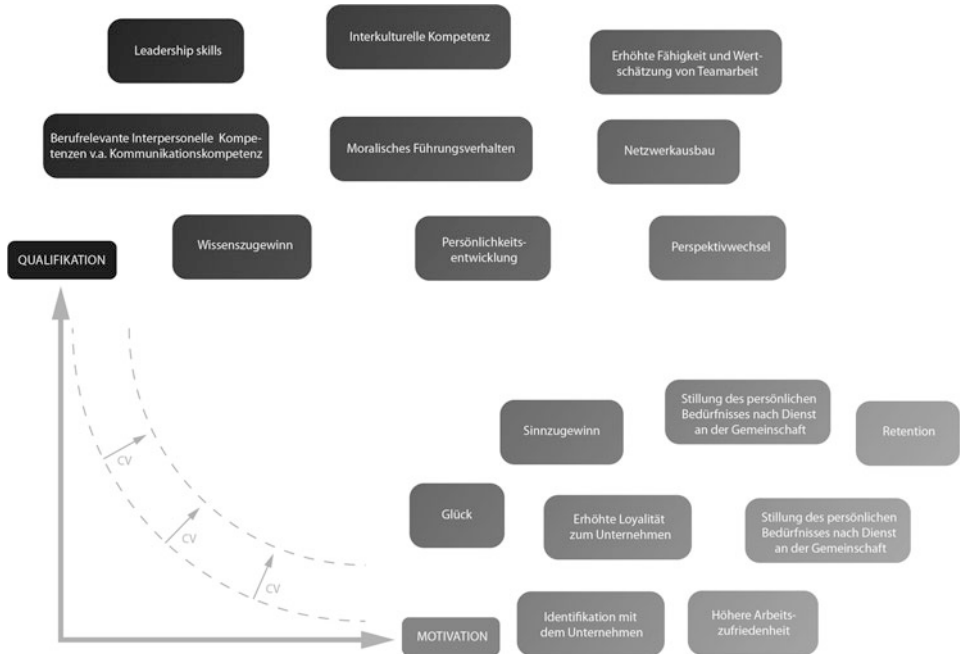 Leadership skills
Interkulturelle Kompetenz
Erhöhte Fähigkeit und Wert-
schätzung von Teamarbeit
Berufrelevante Interpersonelle Kompe-
tenzen v.a. Kommunikationskompetenz
Moralisches Führungsverhalten
Netzwerkausbau
QUALIFIKATION
Wissenszugewinn
Persönlichkeits-
entwicklung
Perspektivwechsel
CV
CV
CV
Sinnzugewinn
Stillung des persönlichen
Bedürfnisses nach Dienst
an der Gemeinschaft
Retention
Glück
Erhöhte Loyalität
zum Unternehmen
Stillung des persönlichen
Bedürfnisses nach Dienst
an der Gemeinschaft
MOTIVATION
Identifikation mit
dem Unternehmen
Höhere Arbeits-
zufriedenheit